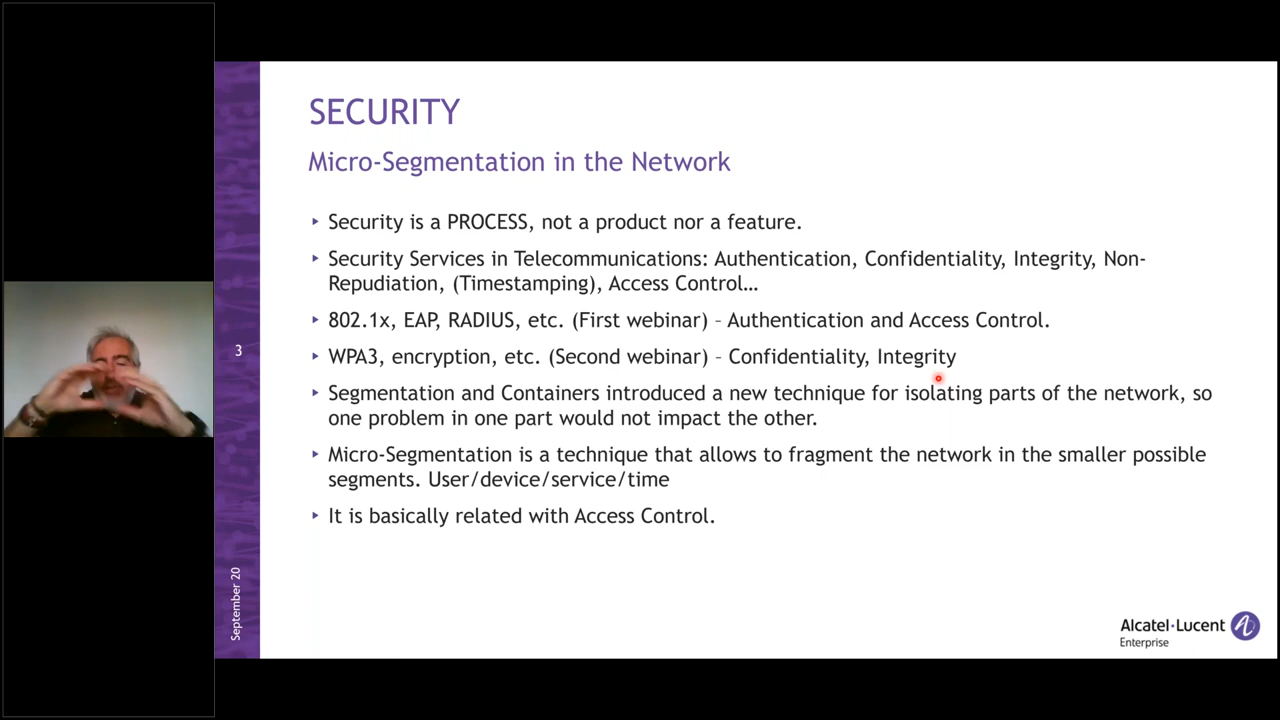 SECURITY
Micro-Segmentation in the Network
Security is a PROCESS, not a product nor a feature.
Security Services in Telecommunications: Authentication, Confidentiality, Integrity, Non-
Repudiation, (Timestamping), Access Control…
802.1x, EAP, RADIUS, etc. (First webinar) – Authentication and Access Control.
WPA3, encryption, etc. (Second webinar) – Confidentiality, Integrity
Segmentation and Containers introduced a new technique for isolating parts of the network, so
one problem in one part would not impact the other.
Micro-Segmentation is a technique that allows to fragment the network in the smaller possible
segments. User/device/service/time
It is basically related with Access Control.
3
September 20
Alcatel·Lucent
Enterprise